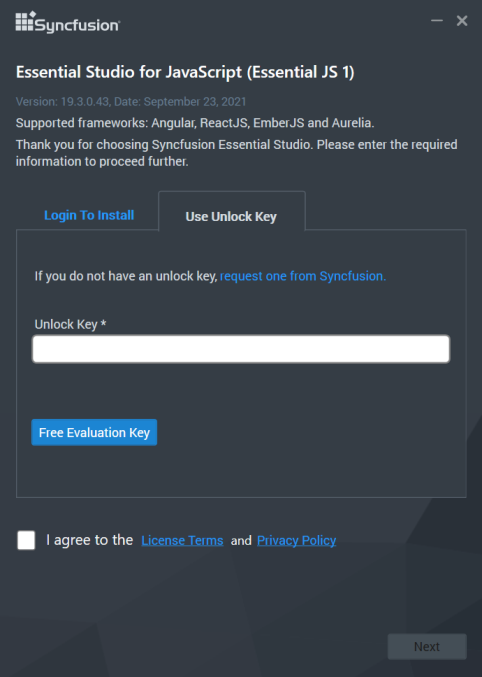 Syncfusion
Essential Studio for JavaScript (Essential JS 1)
Version: 19.3.0.43, Date: September 23, 2021
Supported frameworks: Angular, ReactJS, EmberJS and Aurelia.
Thank you for choosing Syncfusion Essential Studio. Please enter the required
information to proceed further.
Login To Install
Use Unlock Key
If you do not have an unlock key, request one from Syncfusion.
Unlock Key *
Free Evaluation Key
I agree to the License Terms and Privacy Policy
Next